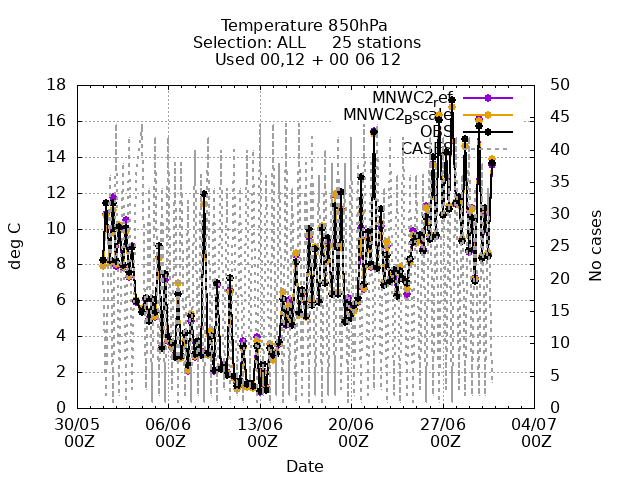 Temperature 850hPa
Selection: ALL 25 stations
Used 00,12 + 00 06 12
MNWC2ref
MNWC2Bscale
OBS
CASES
deg C
18
16
14
12
10
8
6
4
2
0
50
45
40
35
30
25
20
15
10
5
0
No cases
30/05 06/06 13/06 20/06 27/06 04/07
00Z 00Z 00Z 00Z 00Z 00Z
Date